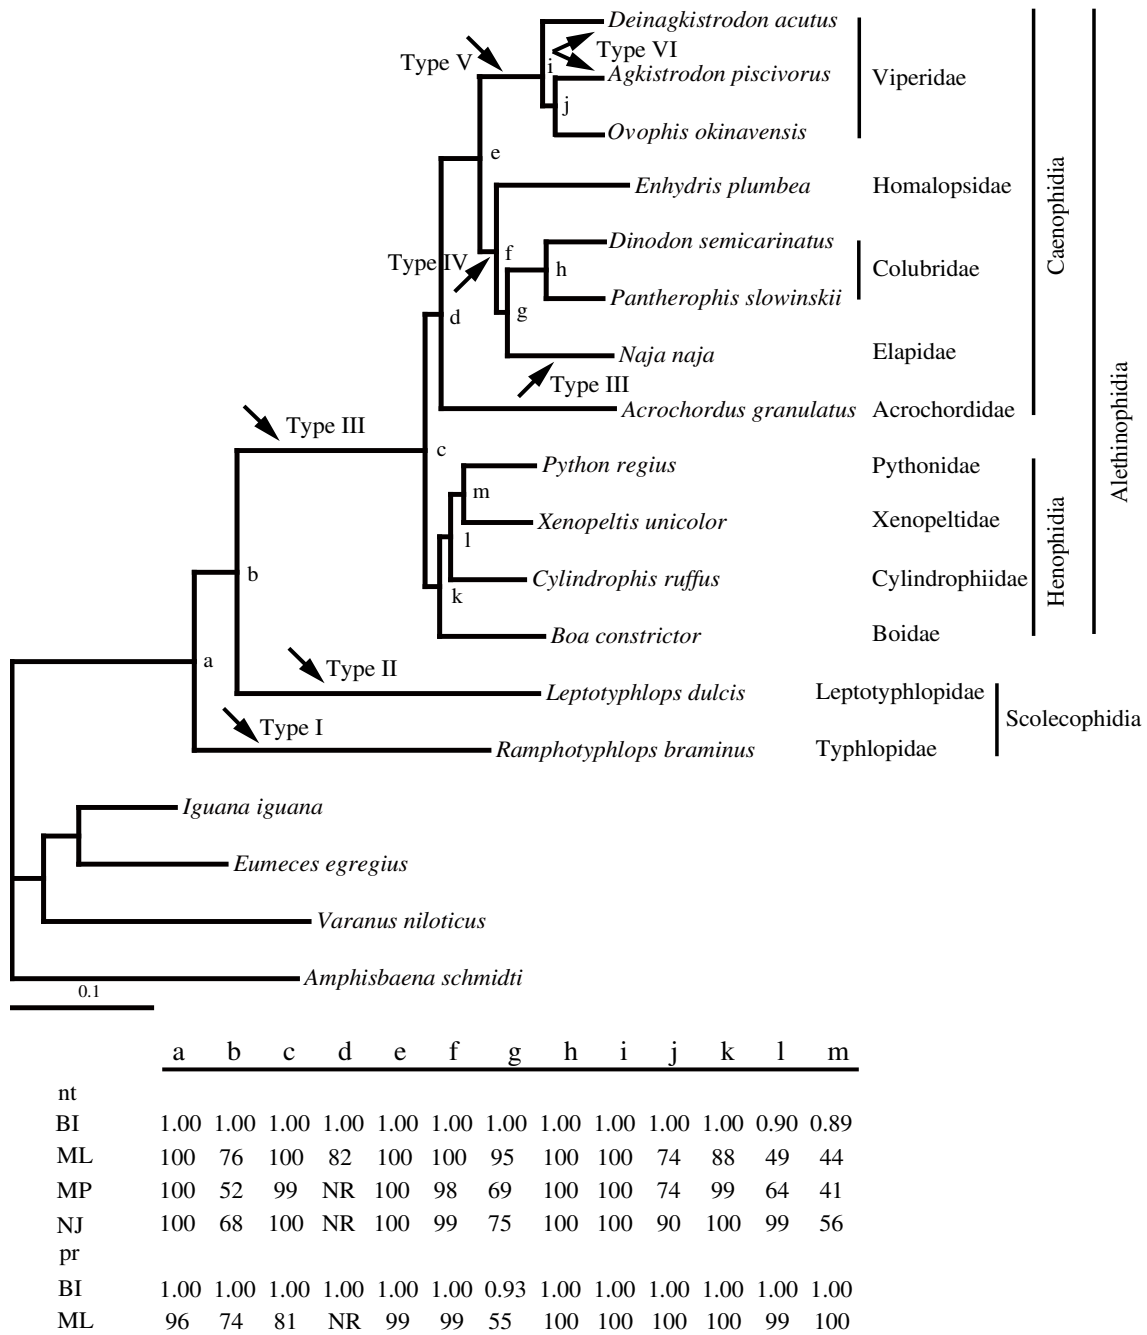 Deinagkistrodon acutus
Type VI
Type V
i
Agkistrodon piscivorus
Viperidae
j
Ovophis okinavensis
e
Enhydris plumbea
Homalopsidae
Caenophidia
Dinodon semicarinatus
Type IV
f
h
Colubridae
Pantherophis slowinskii
d
g
Naja naja
Elapidae
Type III
Alethinophidia
Acrochordus granulatus
Acrochordidae
Type III
c
Python regius
Pythonidae
m
Xenopeltis unicolor
Xenopeltidae
l
Henophidia
b
Cylindrophis ruffus
Cylindrophiidae
k
Boa constrictor
Boidae
a
Type II
Leptotyphlops dulcis
Leptotyphlopidae
Scolecophidia
Type I
Ramphotyphlops braminus
Typhlopidae
Iguana iguana
Eumeces egregius
Varanus niloticus
Amphisbaena schmidti
0.1
a b c d e f g h i j k l m
nt
BI 1.00 1.00 1.00 1.00 1.00 1.00 1.00 1.00 1.00 1.00 1.00 0.90 0.89
ML 100 76 100 82 100 100 95 100 100 74 88 49 44
MP 100 52 99 NR 100 98 69 100 100 74 99 64 41
NJ 100 68 100 NR 100 99 75 100 100 90 100 99 56
pr
BI 1.00 1.00 1.00 1.00 1.00 1.00 0.93 1.00 1.00 1.00 1.00 1.00 1.00
ML 96 74 81 NR 99 99 55 100 100 100 100 99 100